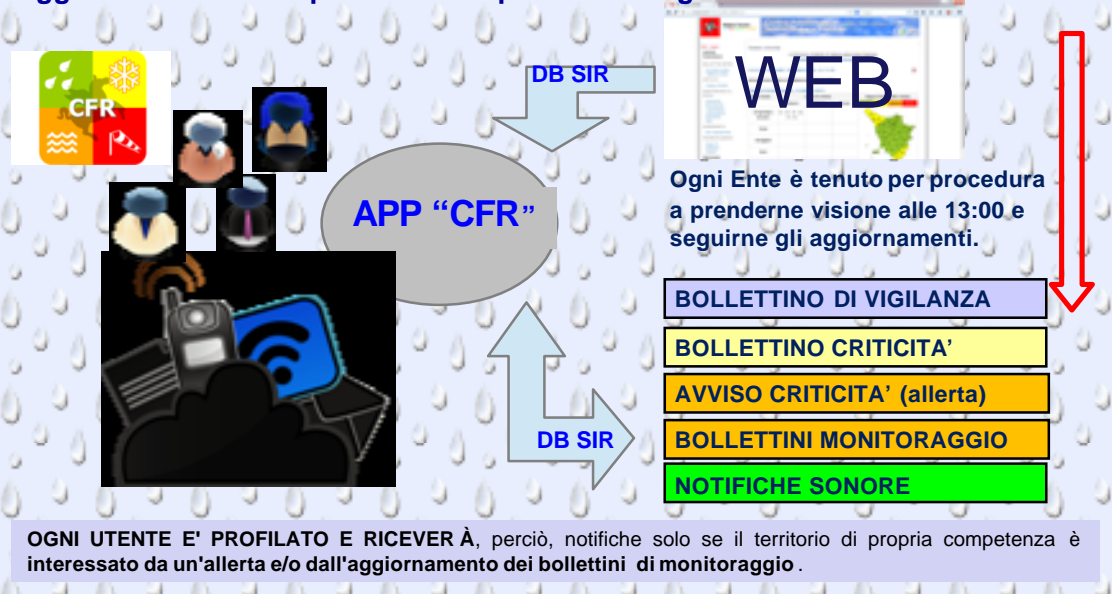 CFR
DB SIR
WEB
APP “CFR”
Ogni Ente è tenuto per procedura
a prenderne visione alle 13:00 e
seguirne gli aggiornamenti.
BOLLETTINO DI VIGILANZA
BOLLETTINO CRITICITA’
AVVISO CRITICITA’ (allerta)
DB SIR
BOLLETTINI MONITORAGGIO
NOTIFICHE SONORE
OGNI UTENTE E' PROFILATO E RICEVER À, perciò, notifiche solo se il territorio di propria competenza è
interessato da un'allerta e/o dall'aggiornamento dei bollettini di monitoraggio .